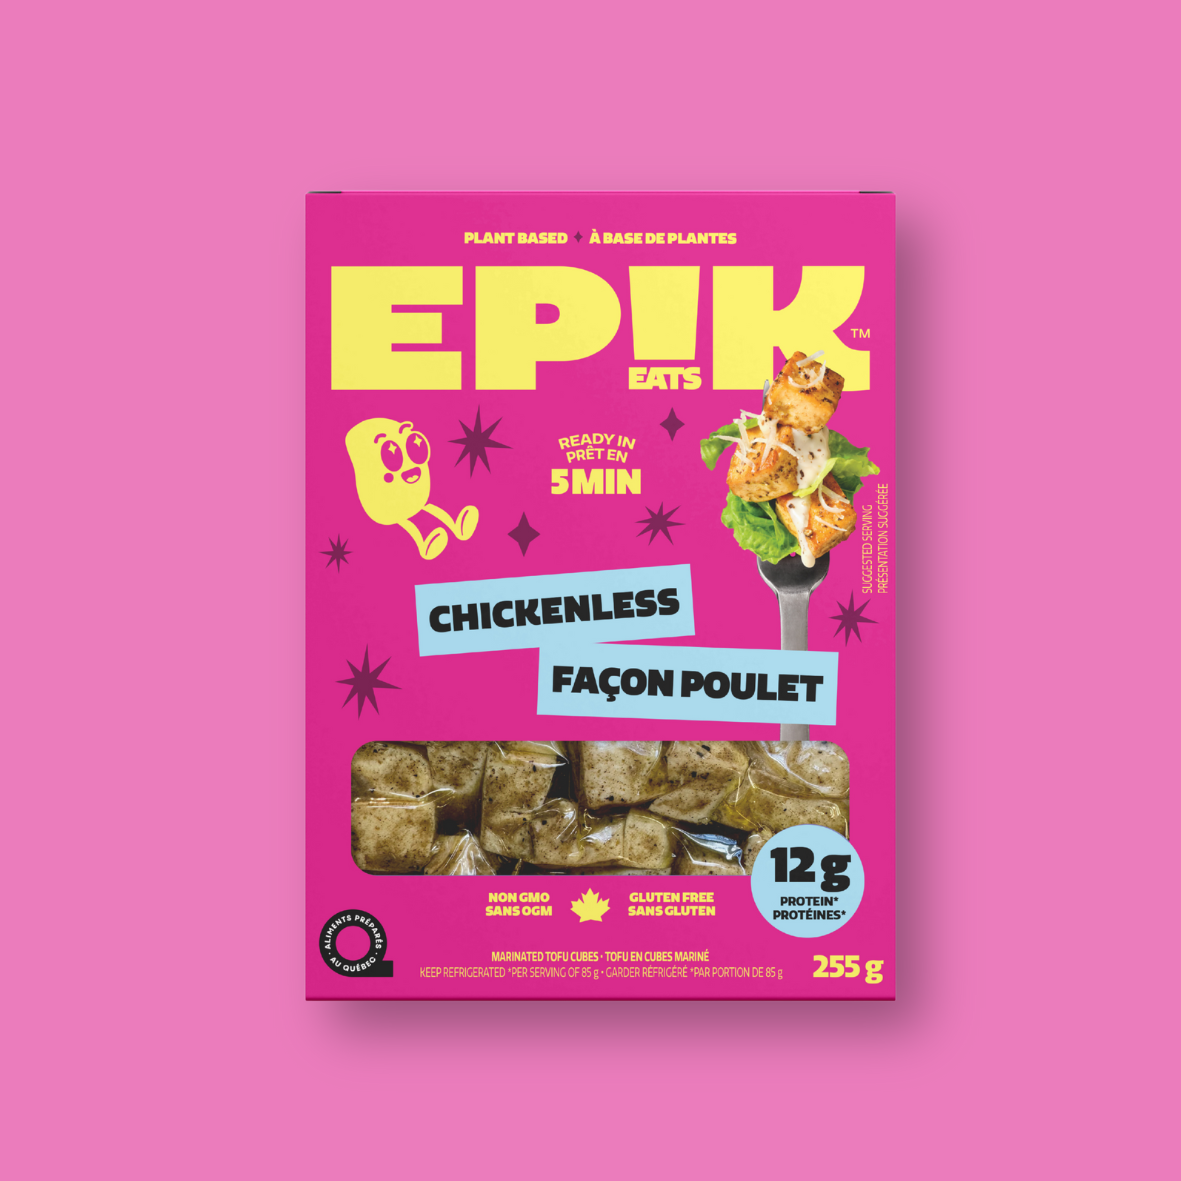 PLANT BASED ✦ À BASE DE PLANTES
EP!K™
EATS
READY IN
PRÊT EN
5 MIN
SUGGESTED SERVING
PRÉSENTATION SUGGÉRÉE
CHICKENLESS
FAÇON POULET
12 g
PROTEIN*
PROTÉINES*
NON GMO
SANS OGM
GLUTEN FREE
SANS GLUTEN
ALIMENTS PRÉPARÉS
AU QUÉBEC
MARINATED TOFU CUBES • TOFU EN CUBES MARINÉ
KEEP REFRIGERATED *PER SERVING OF 85 g • GARDER RÉFRIGÉRÉ *PAR PORTION DE 85 g
255 g